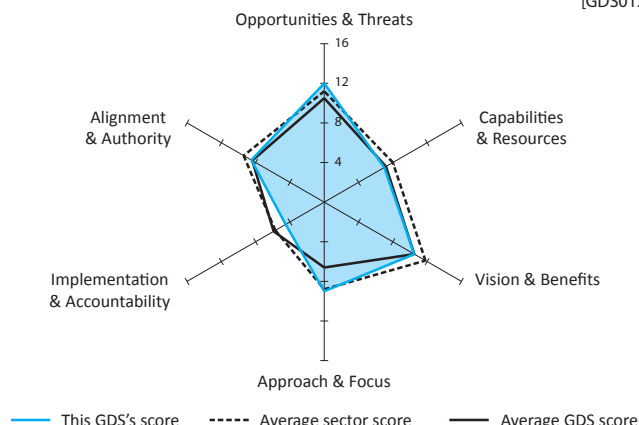 Opportunities & Threats
16
12
8
4
Alignment
& Authority
Capabilities
& Resources
Implementation
& Accountability
Vision & Benefits
Approach & Focus
This GDS's score
Average sector score
Average GDS score